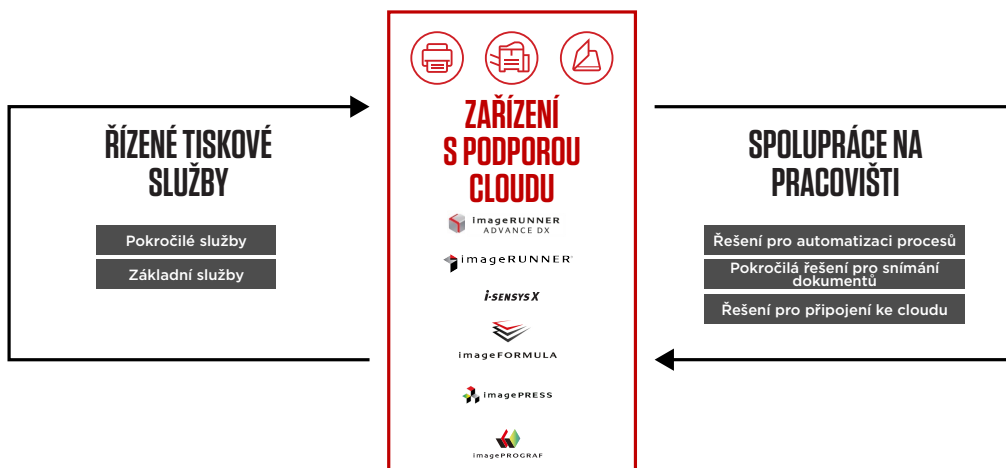 ŘÍZENÉ TISKOVÉ
SLUŽBY
Pokročilé služby
Základní služby
ZAŘÍZENÍ
S PODPOROU
CLOUDU
imageRUNNER
ADVANCE DX
imageRUNNER
i-SENSYS X
imageFORMULA
imagePRESS
imagePROGRAF
SPOLUPRÁCE NA
PRACOVIŠTI
Řešení pro automatizaci procesů
Pokročilá řešení pro snímání
dokumentů
Řešení pro připojení ke cloudu